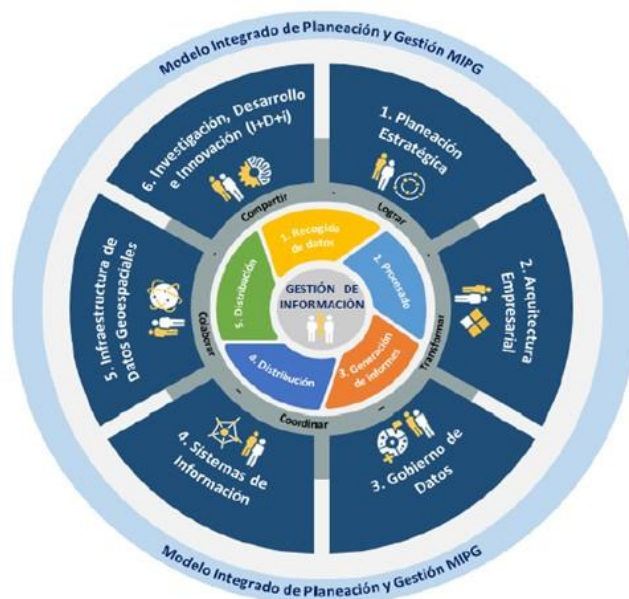 Modelo Integrado de Planeación y Gestión MIPG
1. Planeación
Estratégica
2. Arquitectura
Empresarial
3. Gobierno de
Datos
4. Sistemas de
Información
5. Infraestructura de
Datos Geoespaciales
6. Investigación, Desarrollo
e Innovación (I+D+i)
Compartir
Lograr
Transformar
Coordinar
Colaborar
1. Recogida
de datos
2. Procesado
3. Generación
de informes
4. Distribución
5. Distribución
GESTIÓN DE
INFORMACIÓN
Modelo Integrado de Planeación y Gestión MIPG